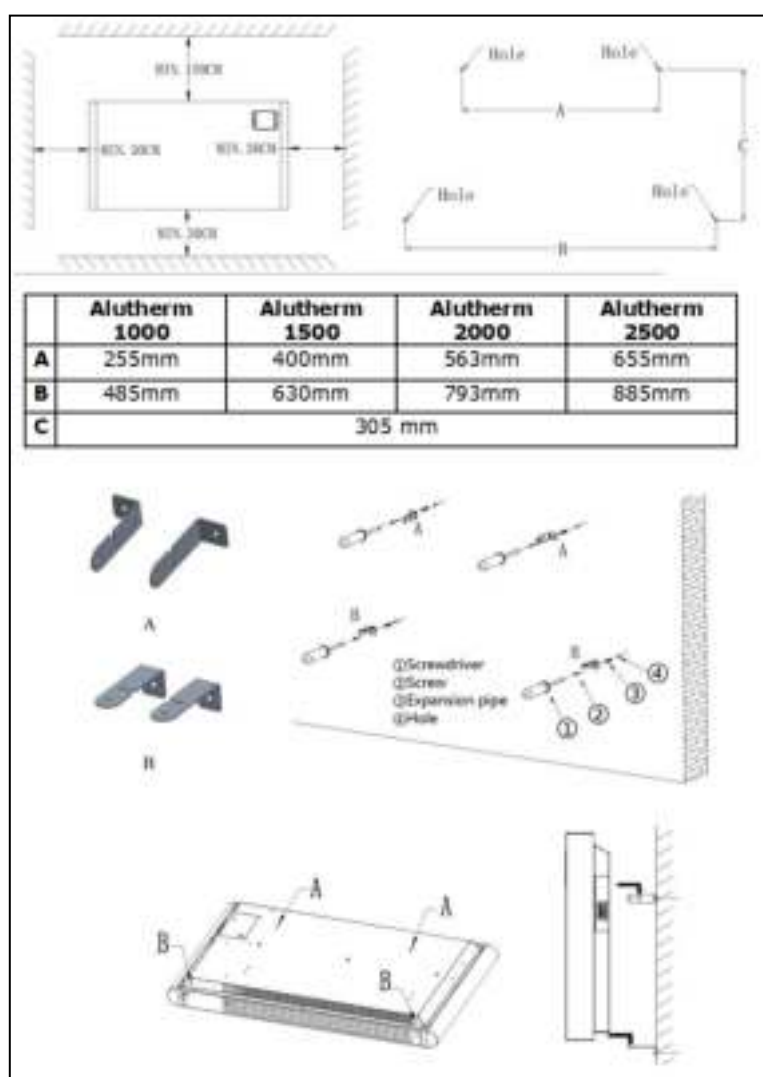 Hole Hole
A
C
Hole Hole
B
Alutherm 1000 Alutherm 1500 Alutherm 2000 Alutherm 2500
A 255mm 400mm 563mm 655mm
B 485mm 630mm 793mm 885mm
C 305 mm
A
A
A
B
B
①Screwdriver
②Screw
③Expansion pipe
④Hole
① ② ③ ④
B
A
A
B
B